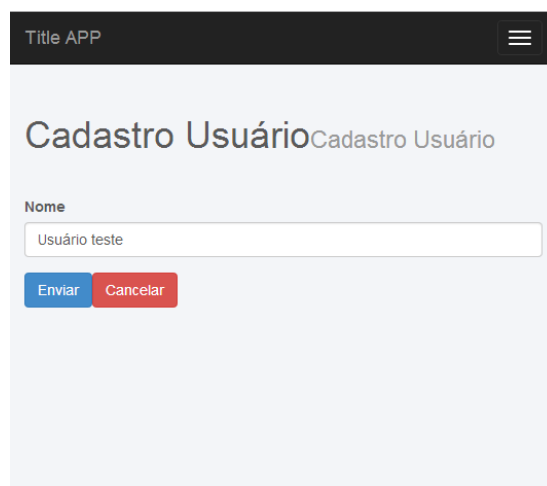 Title APP
Cadastro UsuárioCadastro Usuário
Nome
Usuário teste
Enviar Cancelar